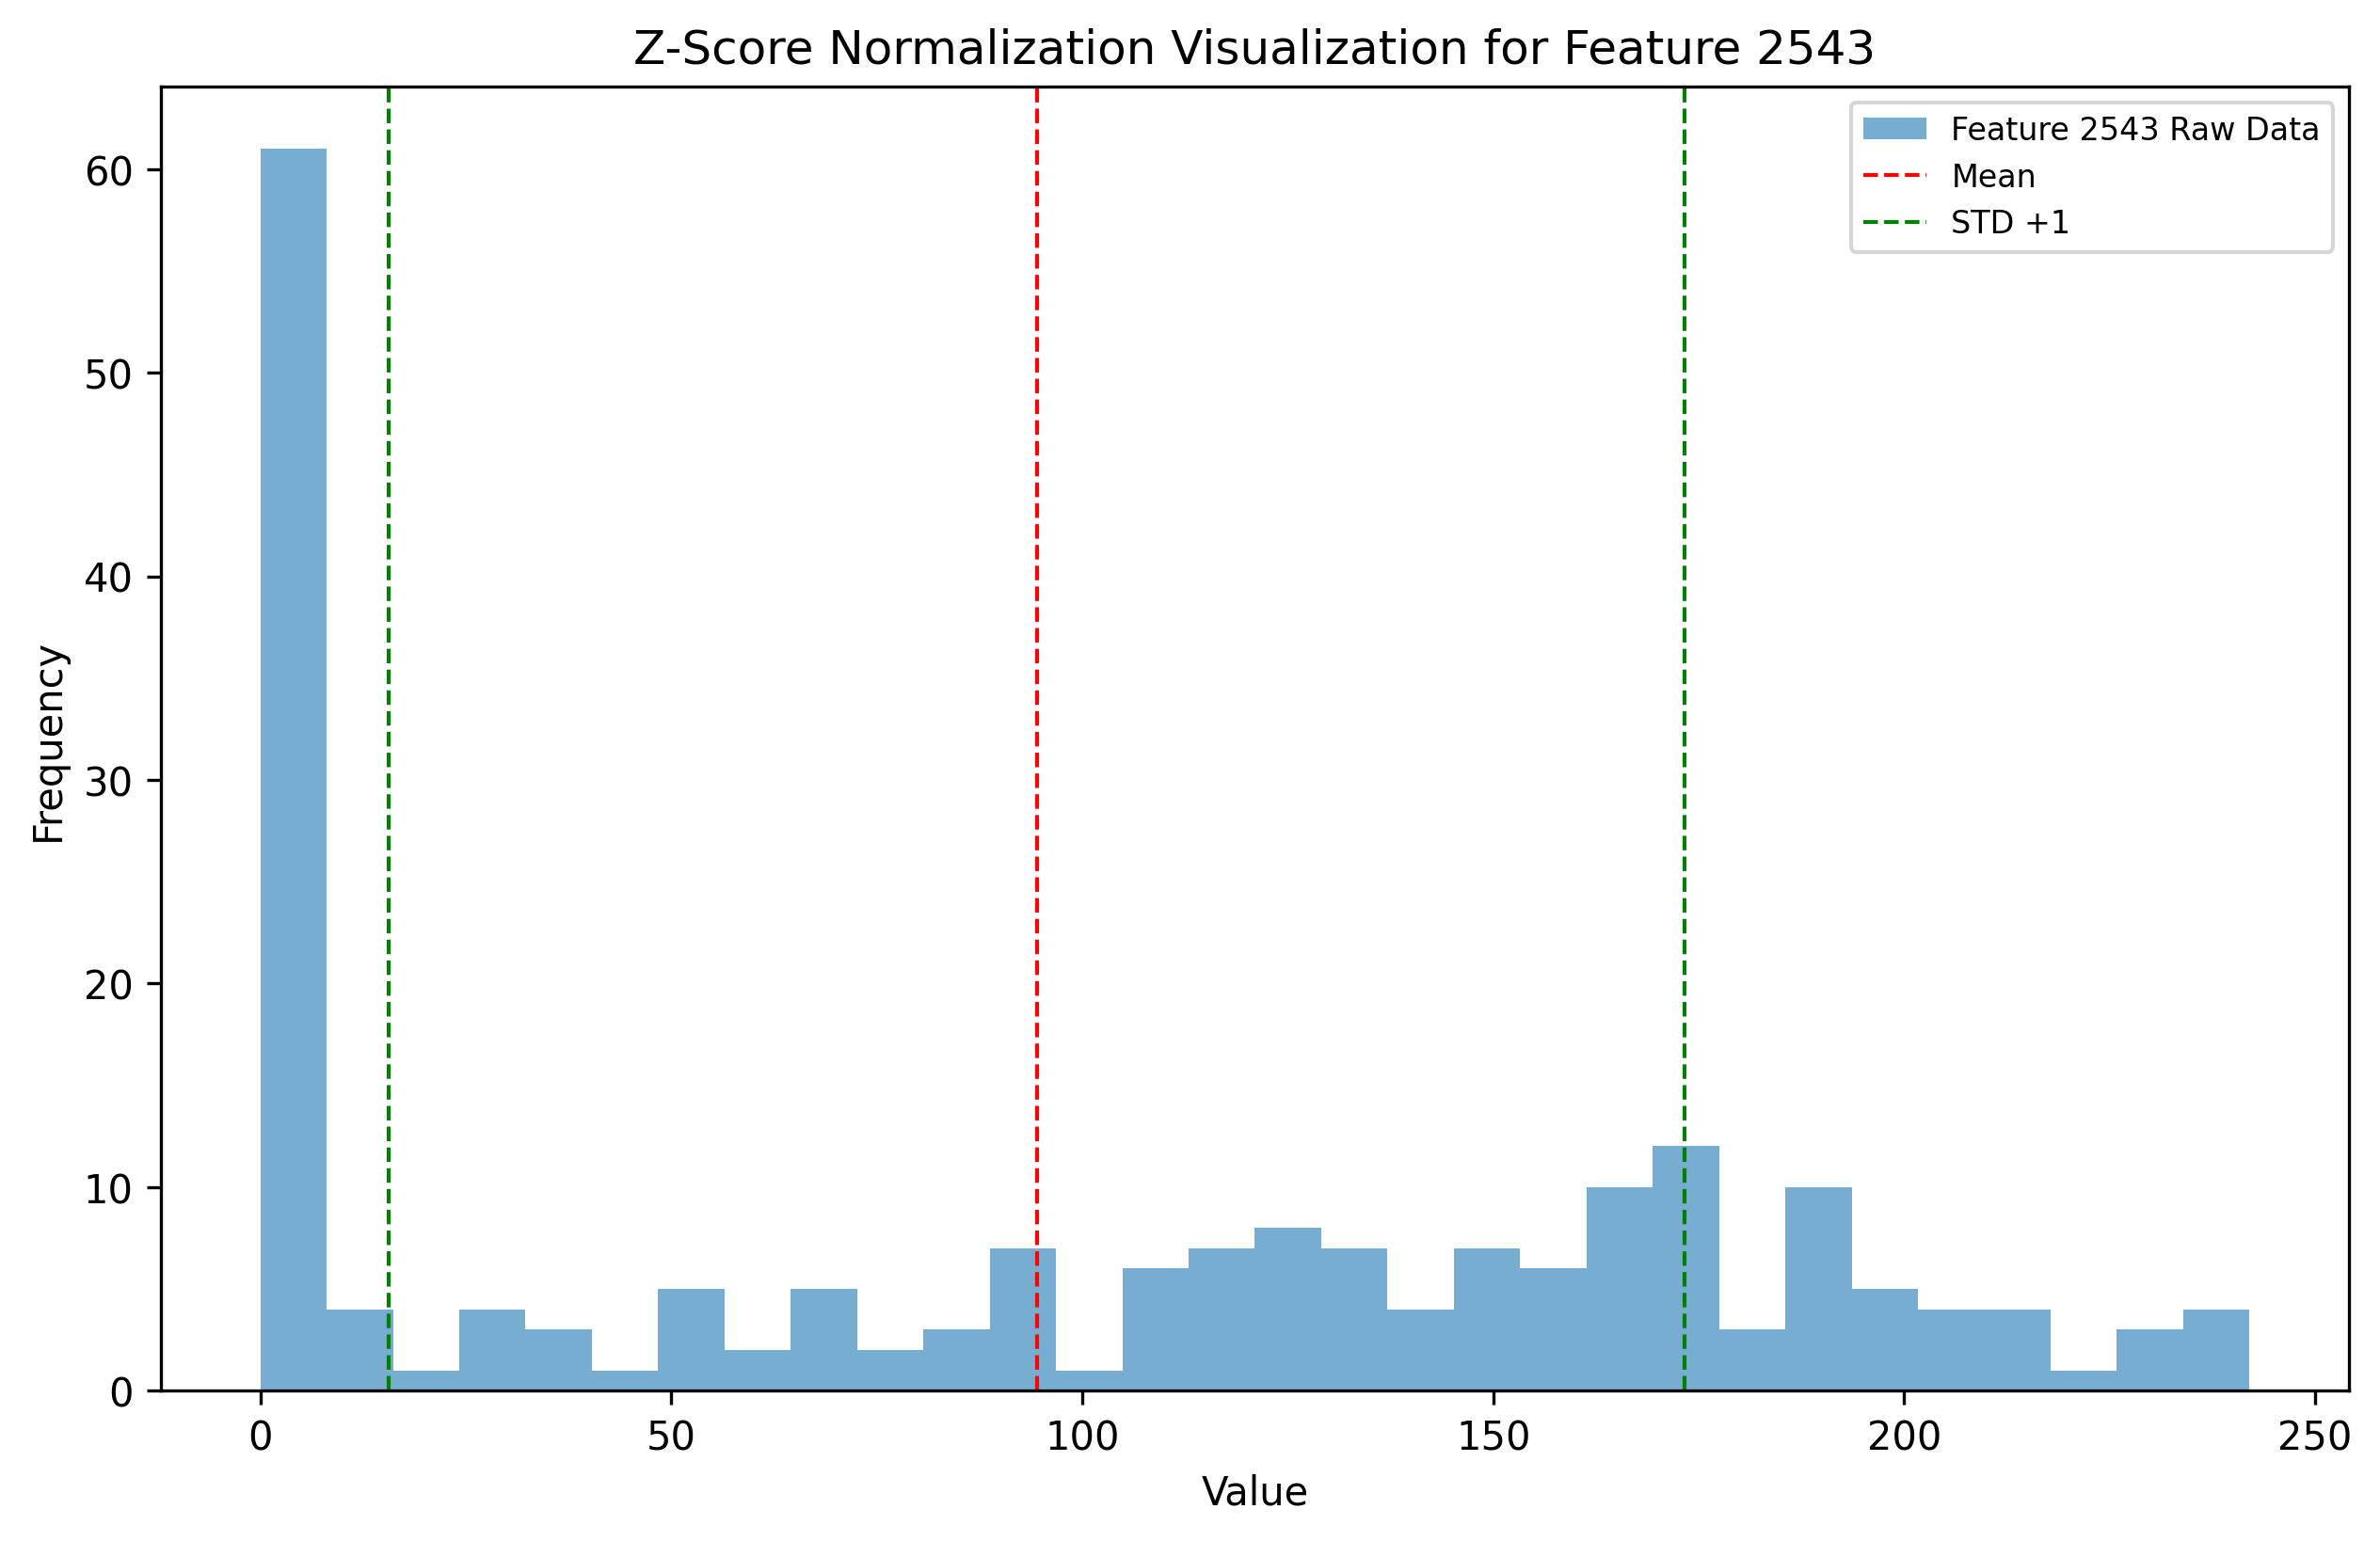 Z-Score Normalization Visualization for Feature 2543
Feature 2543 Raw Data
Mean
STD +1
60
50
40
30
20
10
0
Frequency
0 50 100 150 200 250
Value